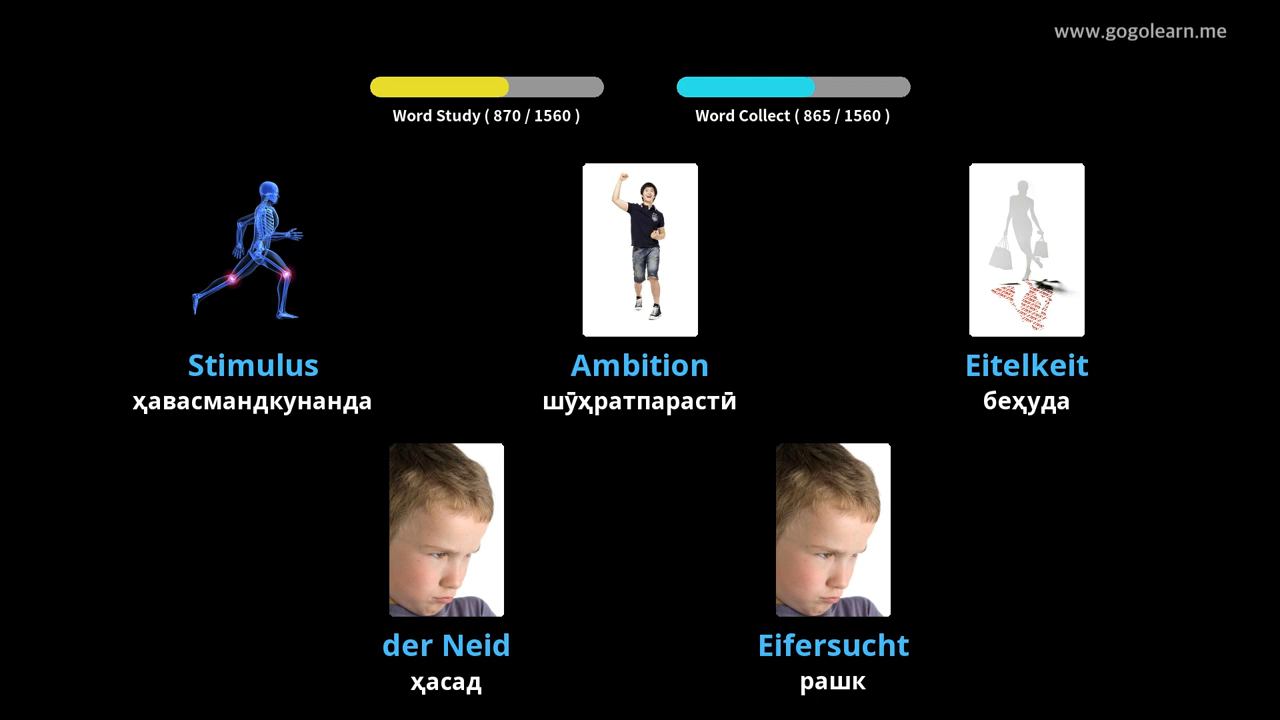 www.gogolearn.me
Word Study ( 870 / 1560 )
Word Collect ( 865 / 1560 )
Stimulus
ҳавасмандкунанда
Ambition
шӯҳратпарастӣ
Eitelkeit
беҳуда
der Neid
ҳасад
Eifersucht
рашк